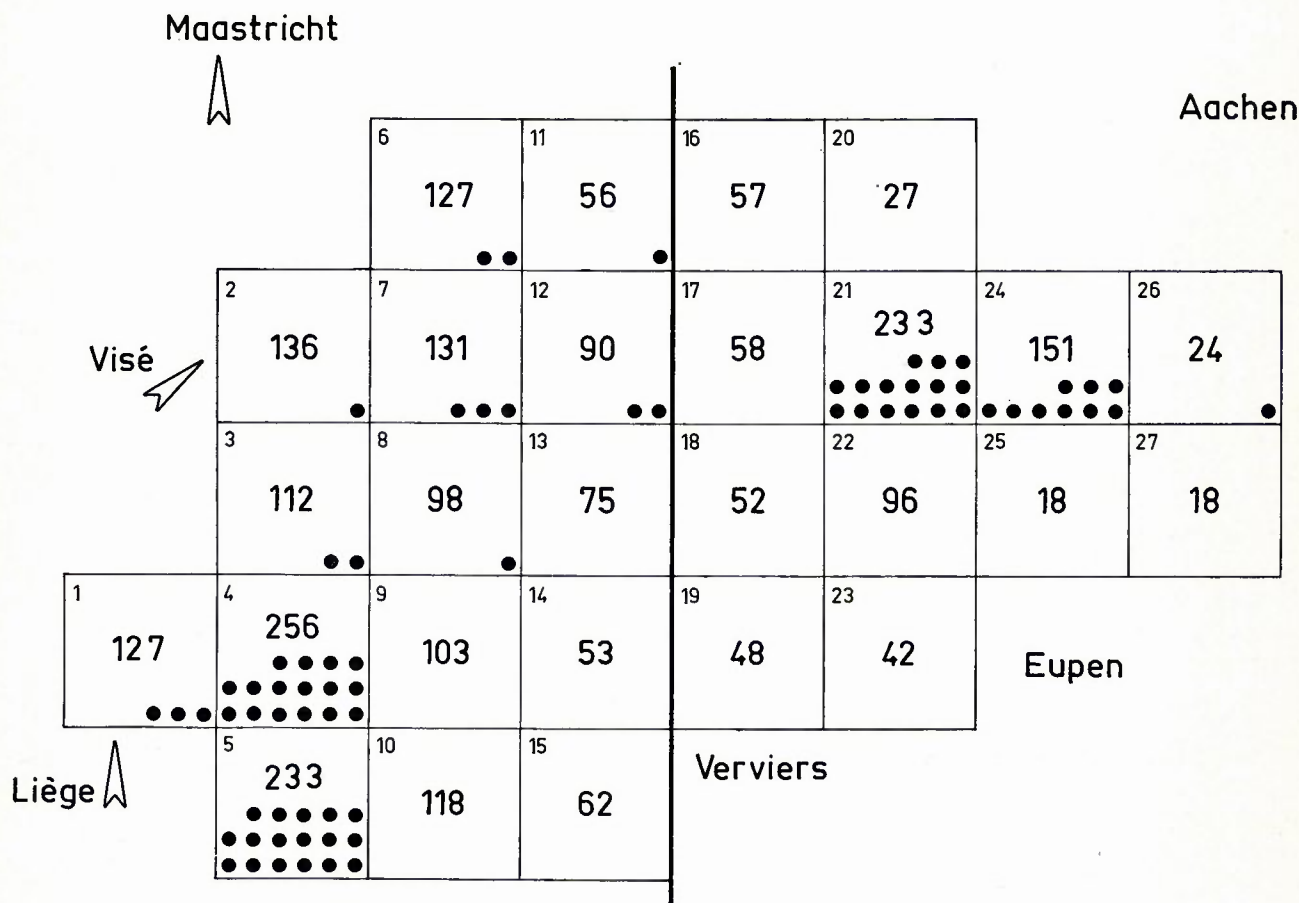 Maastricht
Aachen
6 11 16 20
127 56 57 27
2 7 12 17 21 24 26
Visé 136 131 90 58 233 151 24
3 8 13 18 22 25 27
112 98 75 52 96 18 18
1 4 9 14 19 23
127 256 103 53 48 42 Eupen
5 10 15
Liège 233 118 62 Verviers